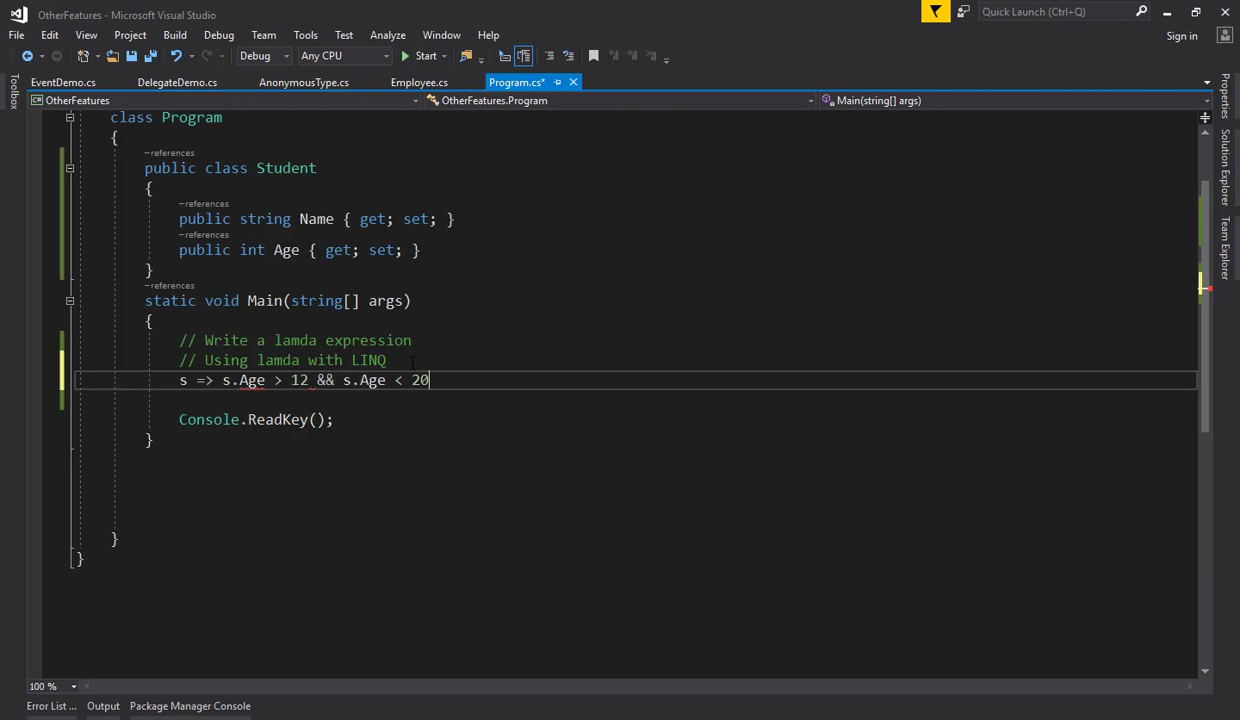 OtherFeatures - Microsoft Visual Studio
Quick Launch (Ctrl+Q)
File Edit View Project Build Debug Team Tools Test Analyze Window Help
Sign in
Debug Any CPU Start
EventDemo.cs DelegateDemo.cs AnonymousType.cs Employee.cs Program.cs*
OtherFeatures OtherFeatures.Program Main(string[] args)
Toolbox
Properties
Solution Explorer
Team Explorer
class Program
{
–references
public class Student
{
–references
public string Name { get; set; }
–references
public int Age { get; set; }
}
–references
static void Main(string[] args)
{
// Write a lamda expression
// Using lamda with LINQ
s => s.Age > 12 && s.Age < 20
Console.ReadKey();
}
}
}
100 %
Error List ... Output Package Manager Console